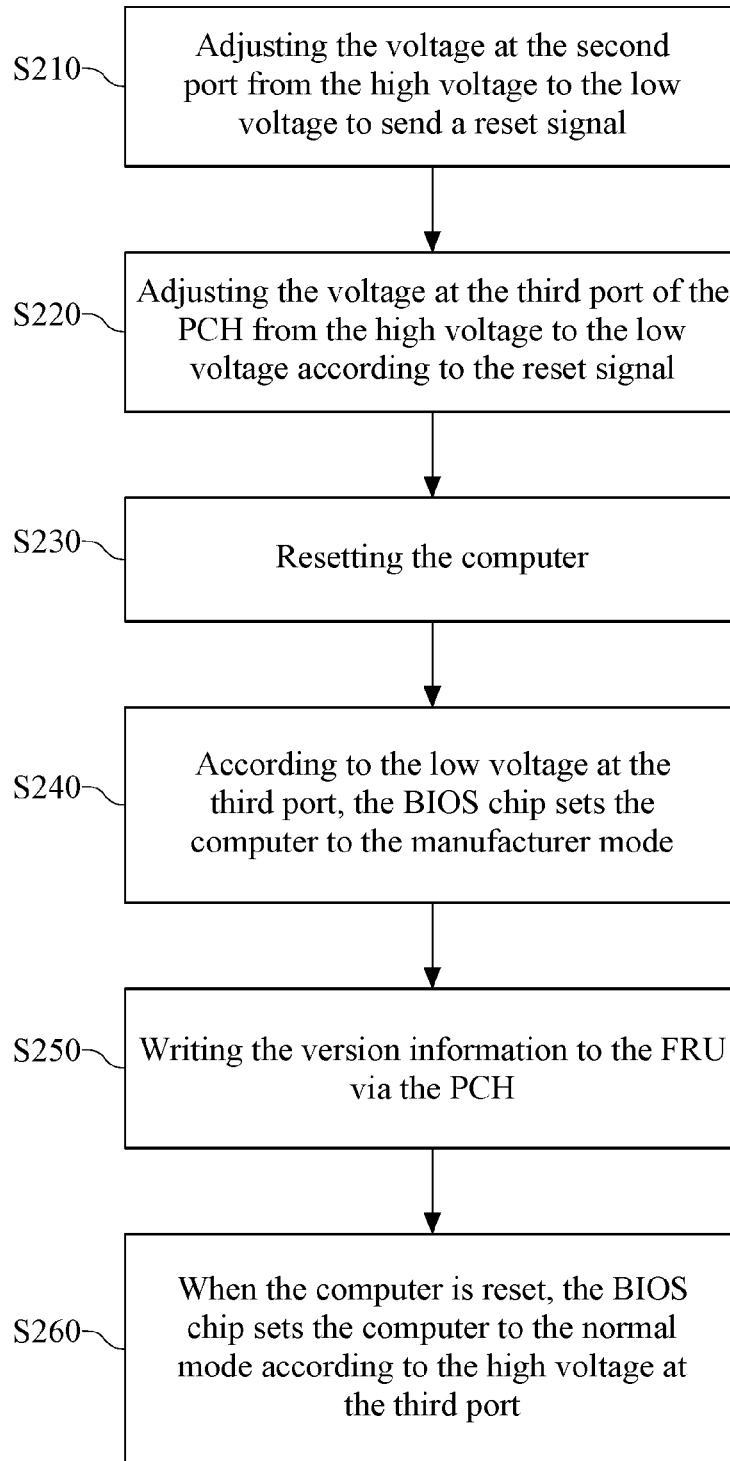 S210
Adjusting the voltage at the second
port from the high voltage to the low
voltage to send a reset signal
S220
Adjusting the voltage at the third port of the
PCH from the high voltage to the low
voltage according to the reset signal
S230
Resetting the computer
S240
According to the low voltage at the
third port, the BIOS chip sets the
computer to the manufacturer mode
S250
Writing the version information to the FRU
via the PCH
S260
When the computer is reset, the BIOS
chip sets the computer to the normal
mode according to the high voltage at
the third port